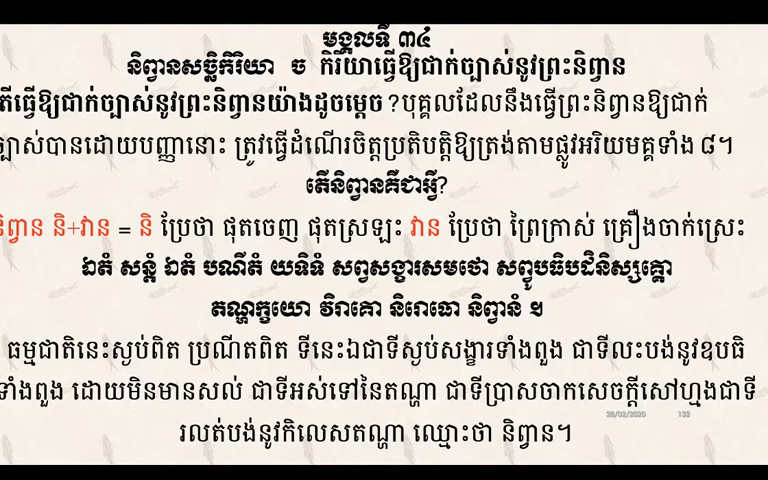 មង្គលទី ៣៤
និព្វានសច្ឆិកិរិយា ច កិរិយាធ្វើឱ្យជាក់ច្បាស់នូវព្រះនិព្វាន
តើធ្វើឱ្យជាក់ច្បាស់នូវព្រះនិព្វានយ៉ាងដូចម្តេច ?បុគ្គលដែលនឹងធ្វើព្រះនិព្វានឱ្យជាក់
ច្បាស់បានដោយបញ្ញានោះ ត្រូវធ្វើដំណើរចិត្តប្រតិបត្តិឱ្យត្រង់តាមផ្លូវអរិយមគ្គទាំង ៨។
តើនិព្វានគឺជាអ្វី?
និព្វាន និ+វាន = និ ប្រែថា ផុតចេញ ផុតស្រឡះ វាន ប្រែថា ព្រៃក្រាស់ គ្រឿងចាក់ស្រេះ
ឯតំ សន្តំ ឯតំ បណីតំ យទិទំ សព្វសង្ខារសមថោ សព្វូបធិបដិនិស្សគ្គោ
តណ្ហក្ខយោ វិរាគោ និរោធោ និព្វានំ ។
ធម្មជាតិនេះស្ងប់ពិត ប្រណីតពិត ទីនេះឯជាទីស្ងប់សង្ខារទាំងពួង ជាទីលះបង់នូវឧបធិ
ទាំងពួង ដោយមិនមានសល់ ជាទីអស់ទៅនៃតណ្ហា ជាទីប្រាសចាកសេចក្តីសៅហ្មងជាទី
រលត់បង់នូវកិលេសតណ្ហា ឈ្មោះថា និព្វាន។
28/02/2020 132